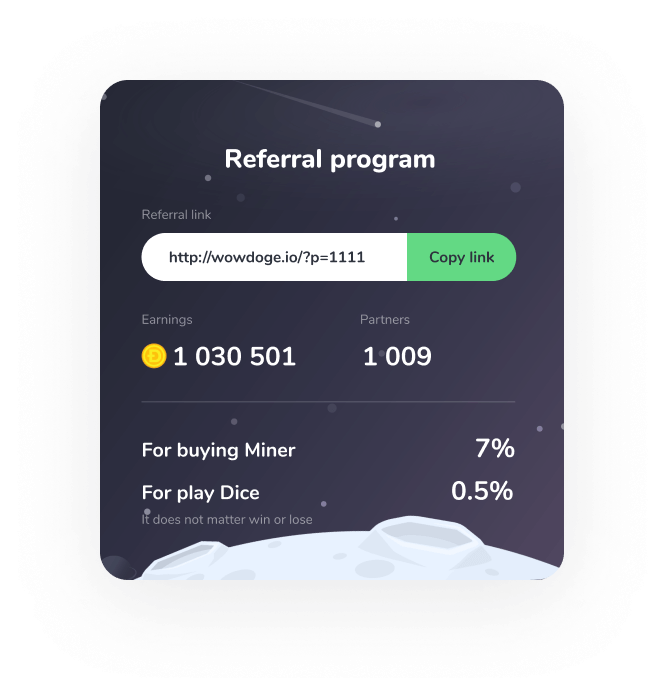 Referral program
Referral link
http://wowdoge.io/?p=1111 Copy link
Earnings Partners
1 030 501 1 009
For buying Miner 7%
For play Dice 0.5%
It does not matter win or lose